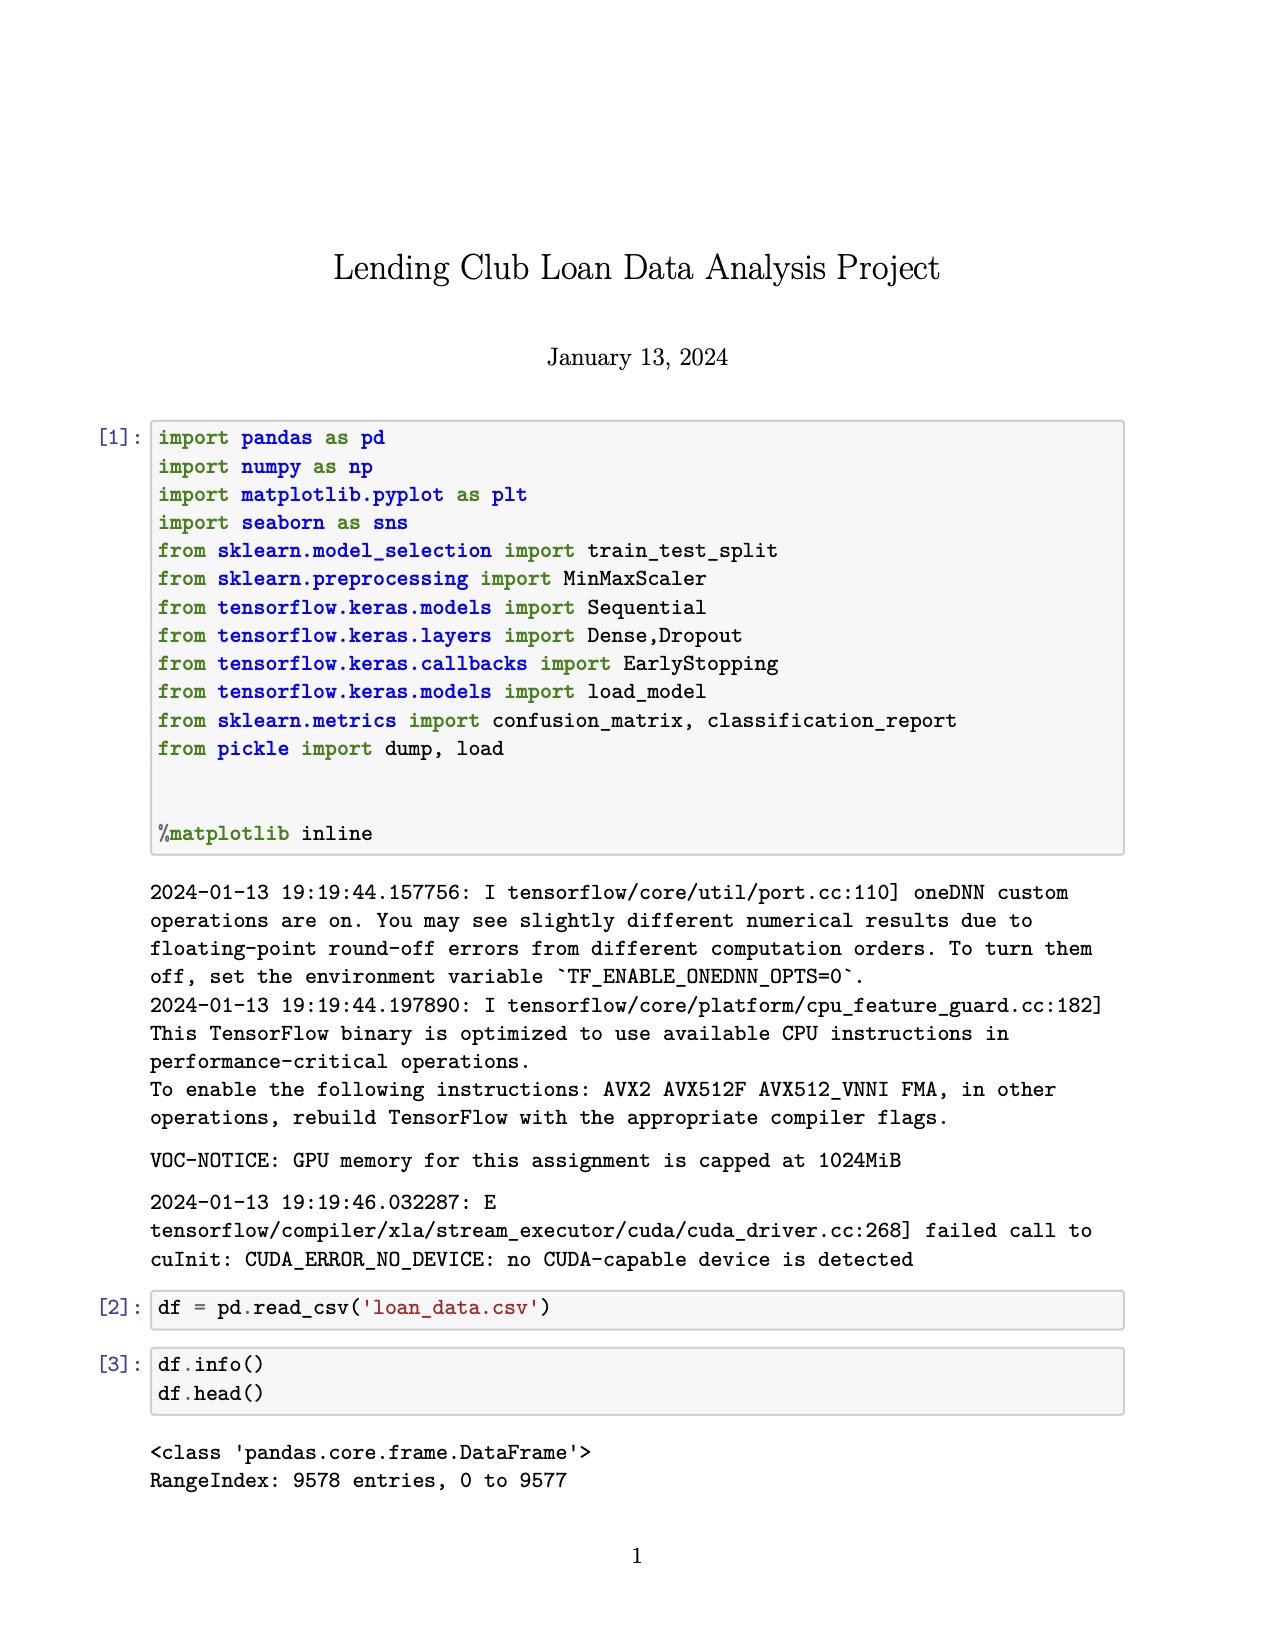 Lending Club Loan Data Analysis Project
January 13, 2024
[1]: import pandas as pd
import numpy as np
import matplotlib.pyplot as plt
import seaborn as sns
from sklearn.model_selection import train_test_split
from sklearn.preprocessing import MinMaxScaler
from tensorflow.keras.models import Sequential
from tensorflow.keras.layers import Dense,Dropout
from tensorflow.keras.callbacks import EarlyStopping
from tensorflow.keras.models import load_model
from sklearn.metrics import confusion_matrix, classification_report
from pickle import dump, load
%matplotlib inline
2024-01-13 19:19:44.157756: I tensorflow/core/util/port.cc:110] oneDNN custom
operations are on. You may see slightly different numerical results due to
floating-point round-off errors from different computation orders. To turn them
off, set the environment variable `TF_ENABLE_ONEDNN_OPTS=0`.
2024-01-13 19:19:44.197890: I tensorflow/core/platform/cpu_feature_guard.cc:182]
This TensorFlow binary is optimized to use available CPU instructions in
performance-critical operations.
To enable the following instructions: AVX2 AVX512F AVX512_VNNI FMA, in other
operations, rebuild TensorFlow with the appropriate compiler flags.
VOC-NOTICE: GPU memory for this assignment is capped at 1024MiB
2024-01-13 19:19:46.032287: E
tensorflow/compiler/xla/stream_executor/cuda/cuda_driver.cc:268] failed call to
cuInit: CUDA_ERROR_NO_DEVICE: no CUDA-capable device is detected
[2]: df = pd.read_csv('loan_data.csv')
[3]: df.info()
df.head()
<class 'pandas.core.frame.DataFrame'>
RangeIndex: 9578 entries, 0 to 9577
1